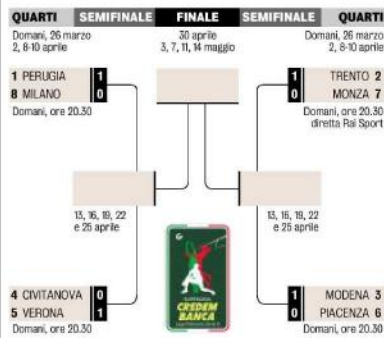 QUARTI SEMIFINALE FINALE SEMIFINALE QUARTI
Domani, 26 marzo
2, 8-10 aprile
30 aprile
3, 7, 11, 14 maggio
Domani, 26 marzo
2, 8-10 aprile
1 PERUGIA 1
8 MILANO 0
Domani, ore 20.30
1 TRENTO 2
0 MONZA 7
Domani, ore 20.30
diretta Rai Sport
13, 16, 19, 22
e 25 aprile
13, 16, 19, 22
e 25 aprile
SUPERLEGA
CREDEM
BANCA
4 CIVITANOVA 0
5 VERONA 1
Domani, ore 20.30
1 MODENA 3
0 PIACENZA 6
Domani, ore 20.30